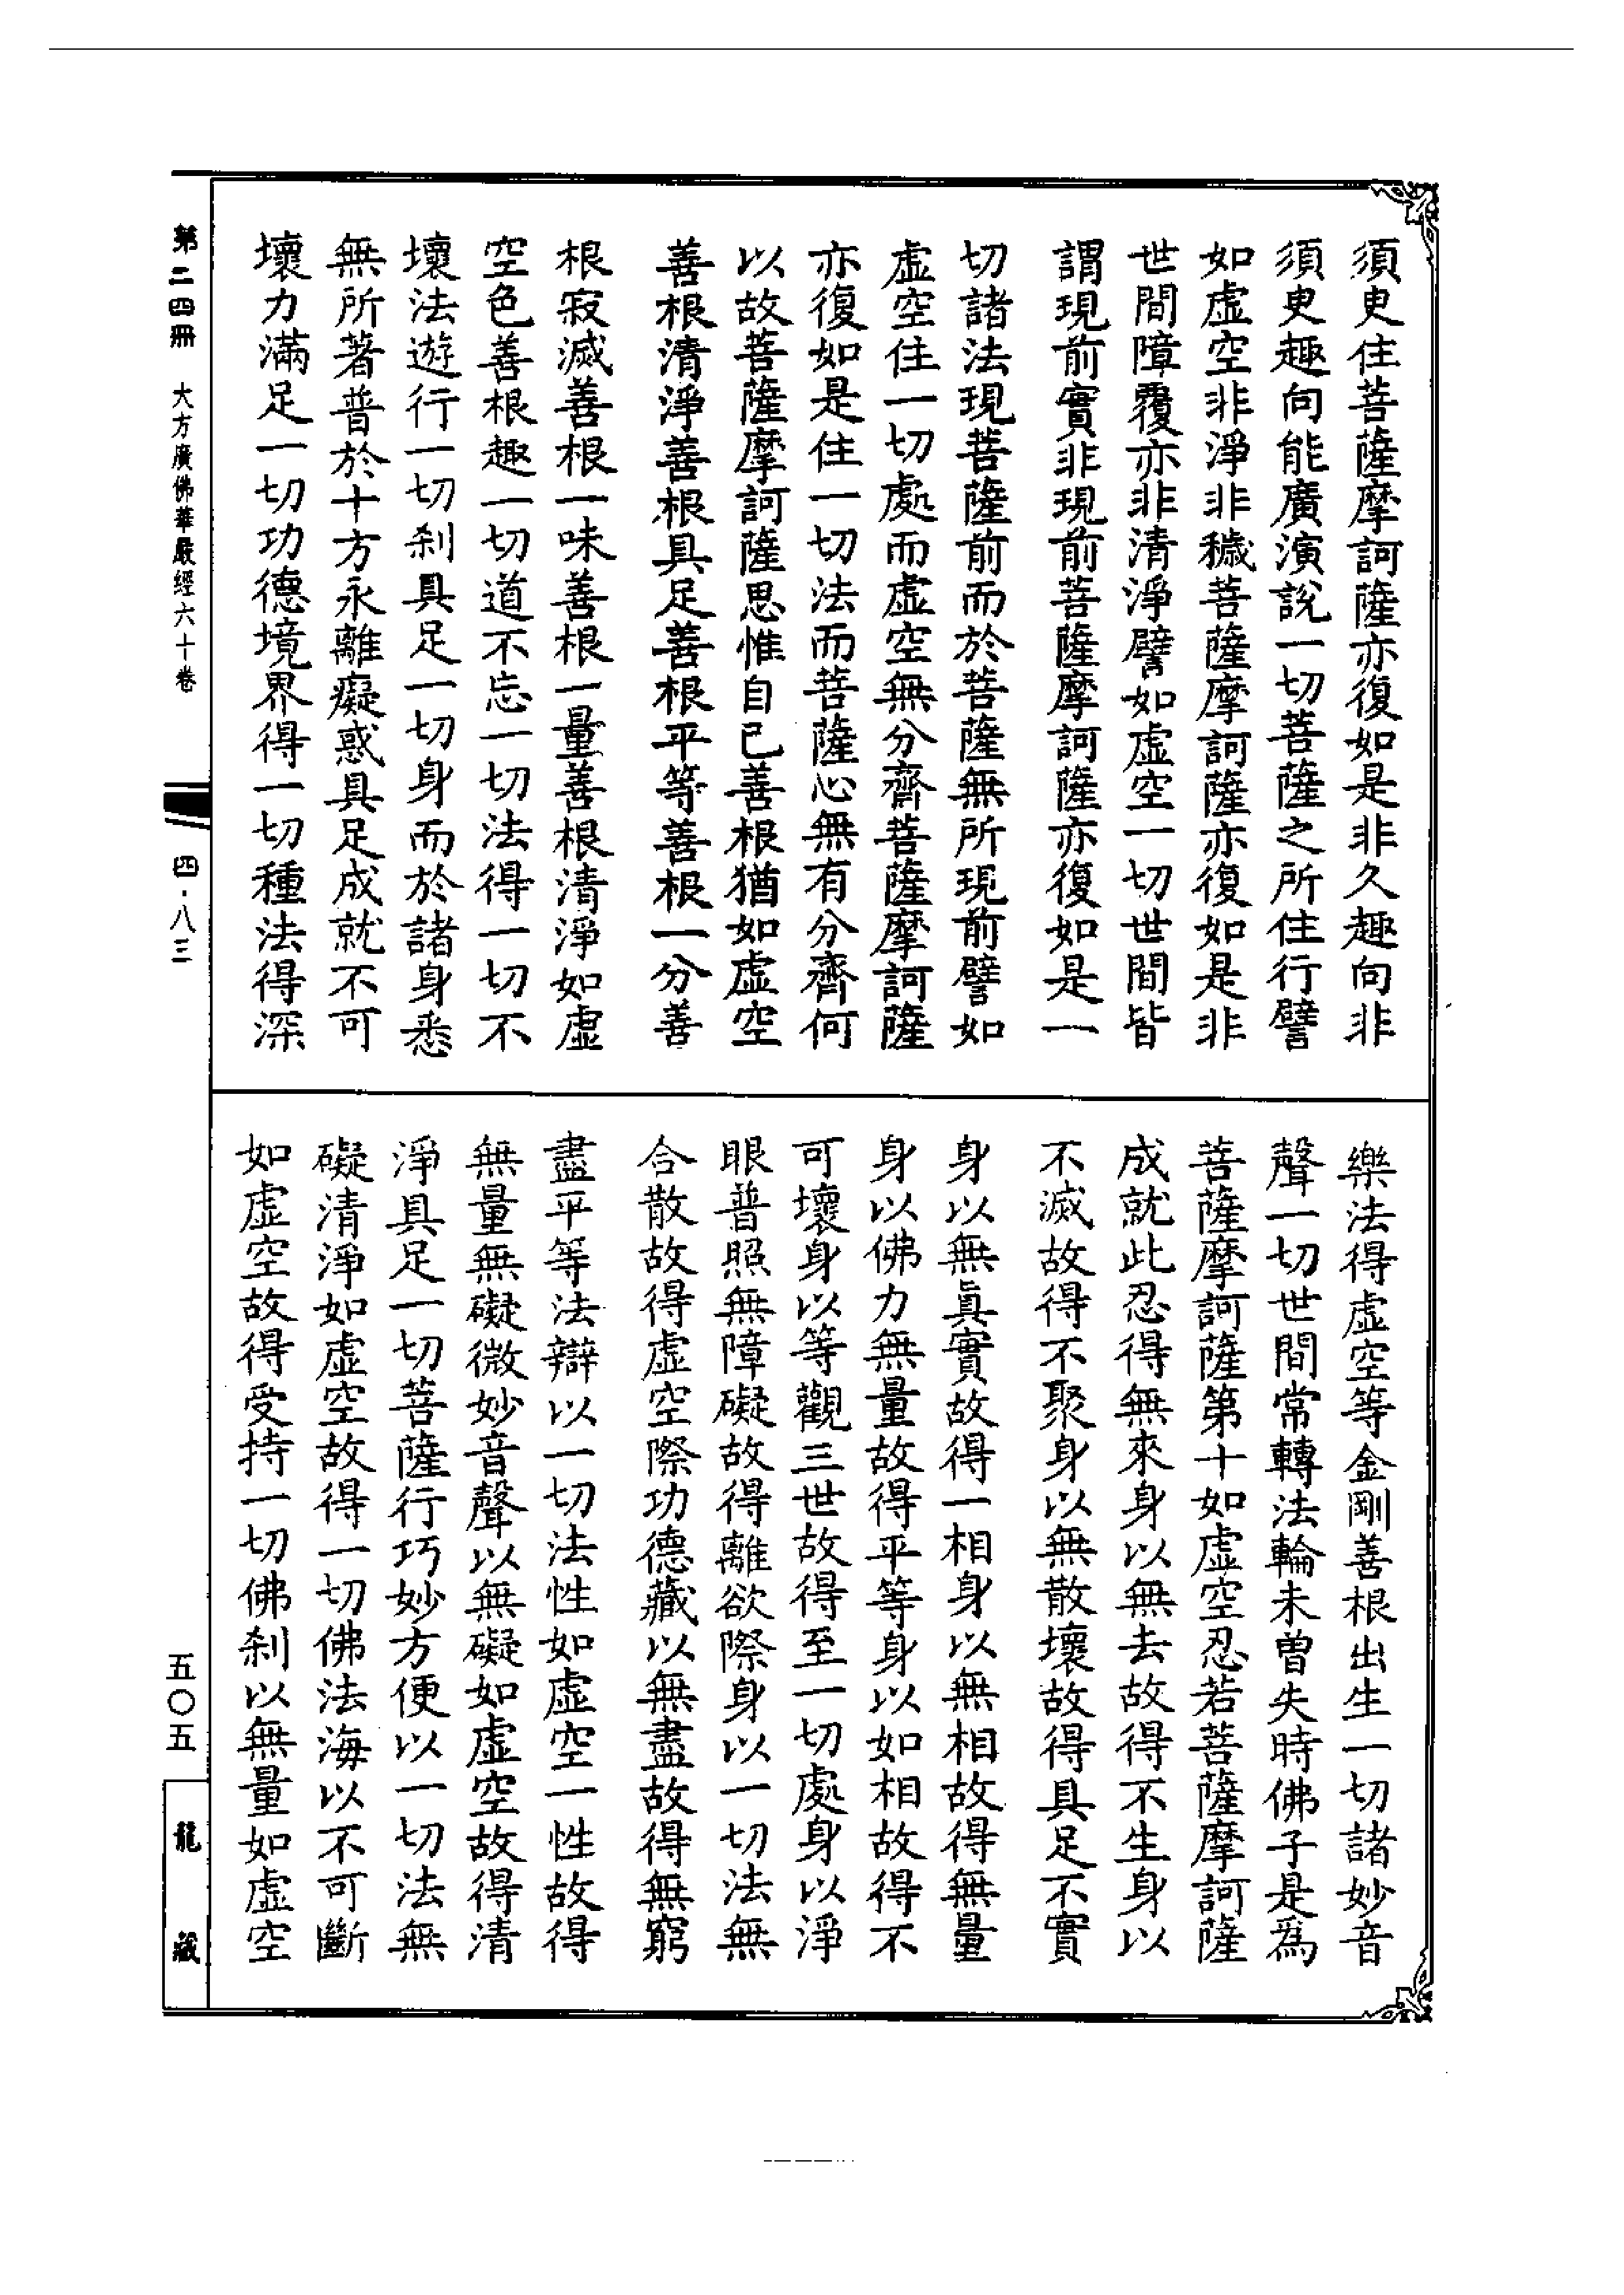 須臾住菩薩摩訶薩亦復如是非久趣向非
須臾趣向能廣演說一切菩薩之所住行譬
如虛空非淨非穢菩薩摩訶薩亦復如是非
世間障覆亦非清淨譬如虛空一切世間皆
謂現前實非現前菩薩摩訶薩亦復如是一
切諸法現菩薩前而於菩薩無所現前譬如
虛空住一切處而虛空無分齊菩薩摩訶薩
亦復如是住一切法而菩薩心無有分齊何
以故菩薩摩訶薩思惟自己善根猶如虛空
善根清淨善根具足善根平等善根一分善
根寂滅善根一味善根一量善根清淨如虛
空色善根趣一切道不忘一切法得一切不
壞法遊行一切剎具足一切身而於諸身悉
無所著普於十方永離癡惑具足成就不可
壞力滿足一切功德境界得一切種法得深
樂法得虛空等金剛善根出生一切諸妙音
聲一切世間常轉法輪未曾失時佛子是為
菩薩摩訶薩第十如虛空忍若菩薩摩訶薩
成就此忍得無來身以無去故得不生身以
不滅故得不聚身以無散壞故得具足不實
身以無真實故得一相身以無相故得無量
身以佛力無量故得平等身以如相故得不
可壞身以等觀三世故得至一切處身以淨
眼普照無障礙故得離欲際身以一切法無
合散故得虛空際功德藏以無盡故得無窮
盡平等法辯以一切法性如虛空一性故得
無量無礙微妙音聲以無礙如虛空故得清
淨具足一切菩薩行巧妙方便以一切法無
礙清淨如虛空故得一切佛法海以不可斷
如虛空故得受持一切佛剎以無量如虛空
第二四冊 大方廣佛華嚴經六十卷 四·八三
五〇五
龍藏